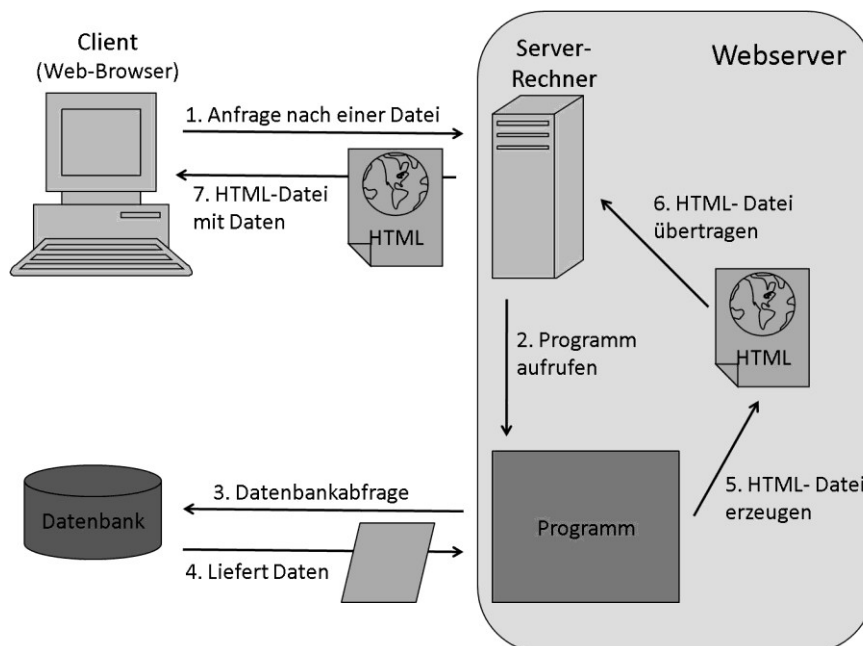 Client
(Web-Browser)
Server-
Rechner
Webserver
1. Anfrage nach einer Datei
7. HTML-Datei
mit Daten
HTML
6. HTML- Datei
übertragen
HTML
2. Programm
aufrufen
5. HTML- Datei
erzeugen
3. Datenbankabfrage
Datenbank
Programm
4. Liefert Daten